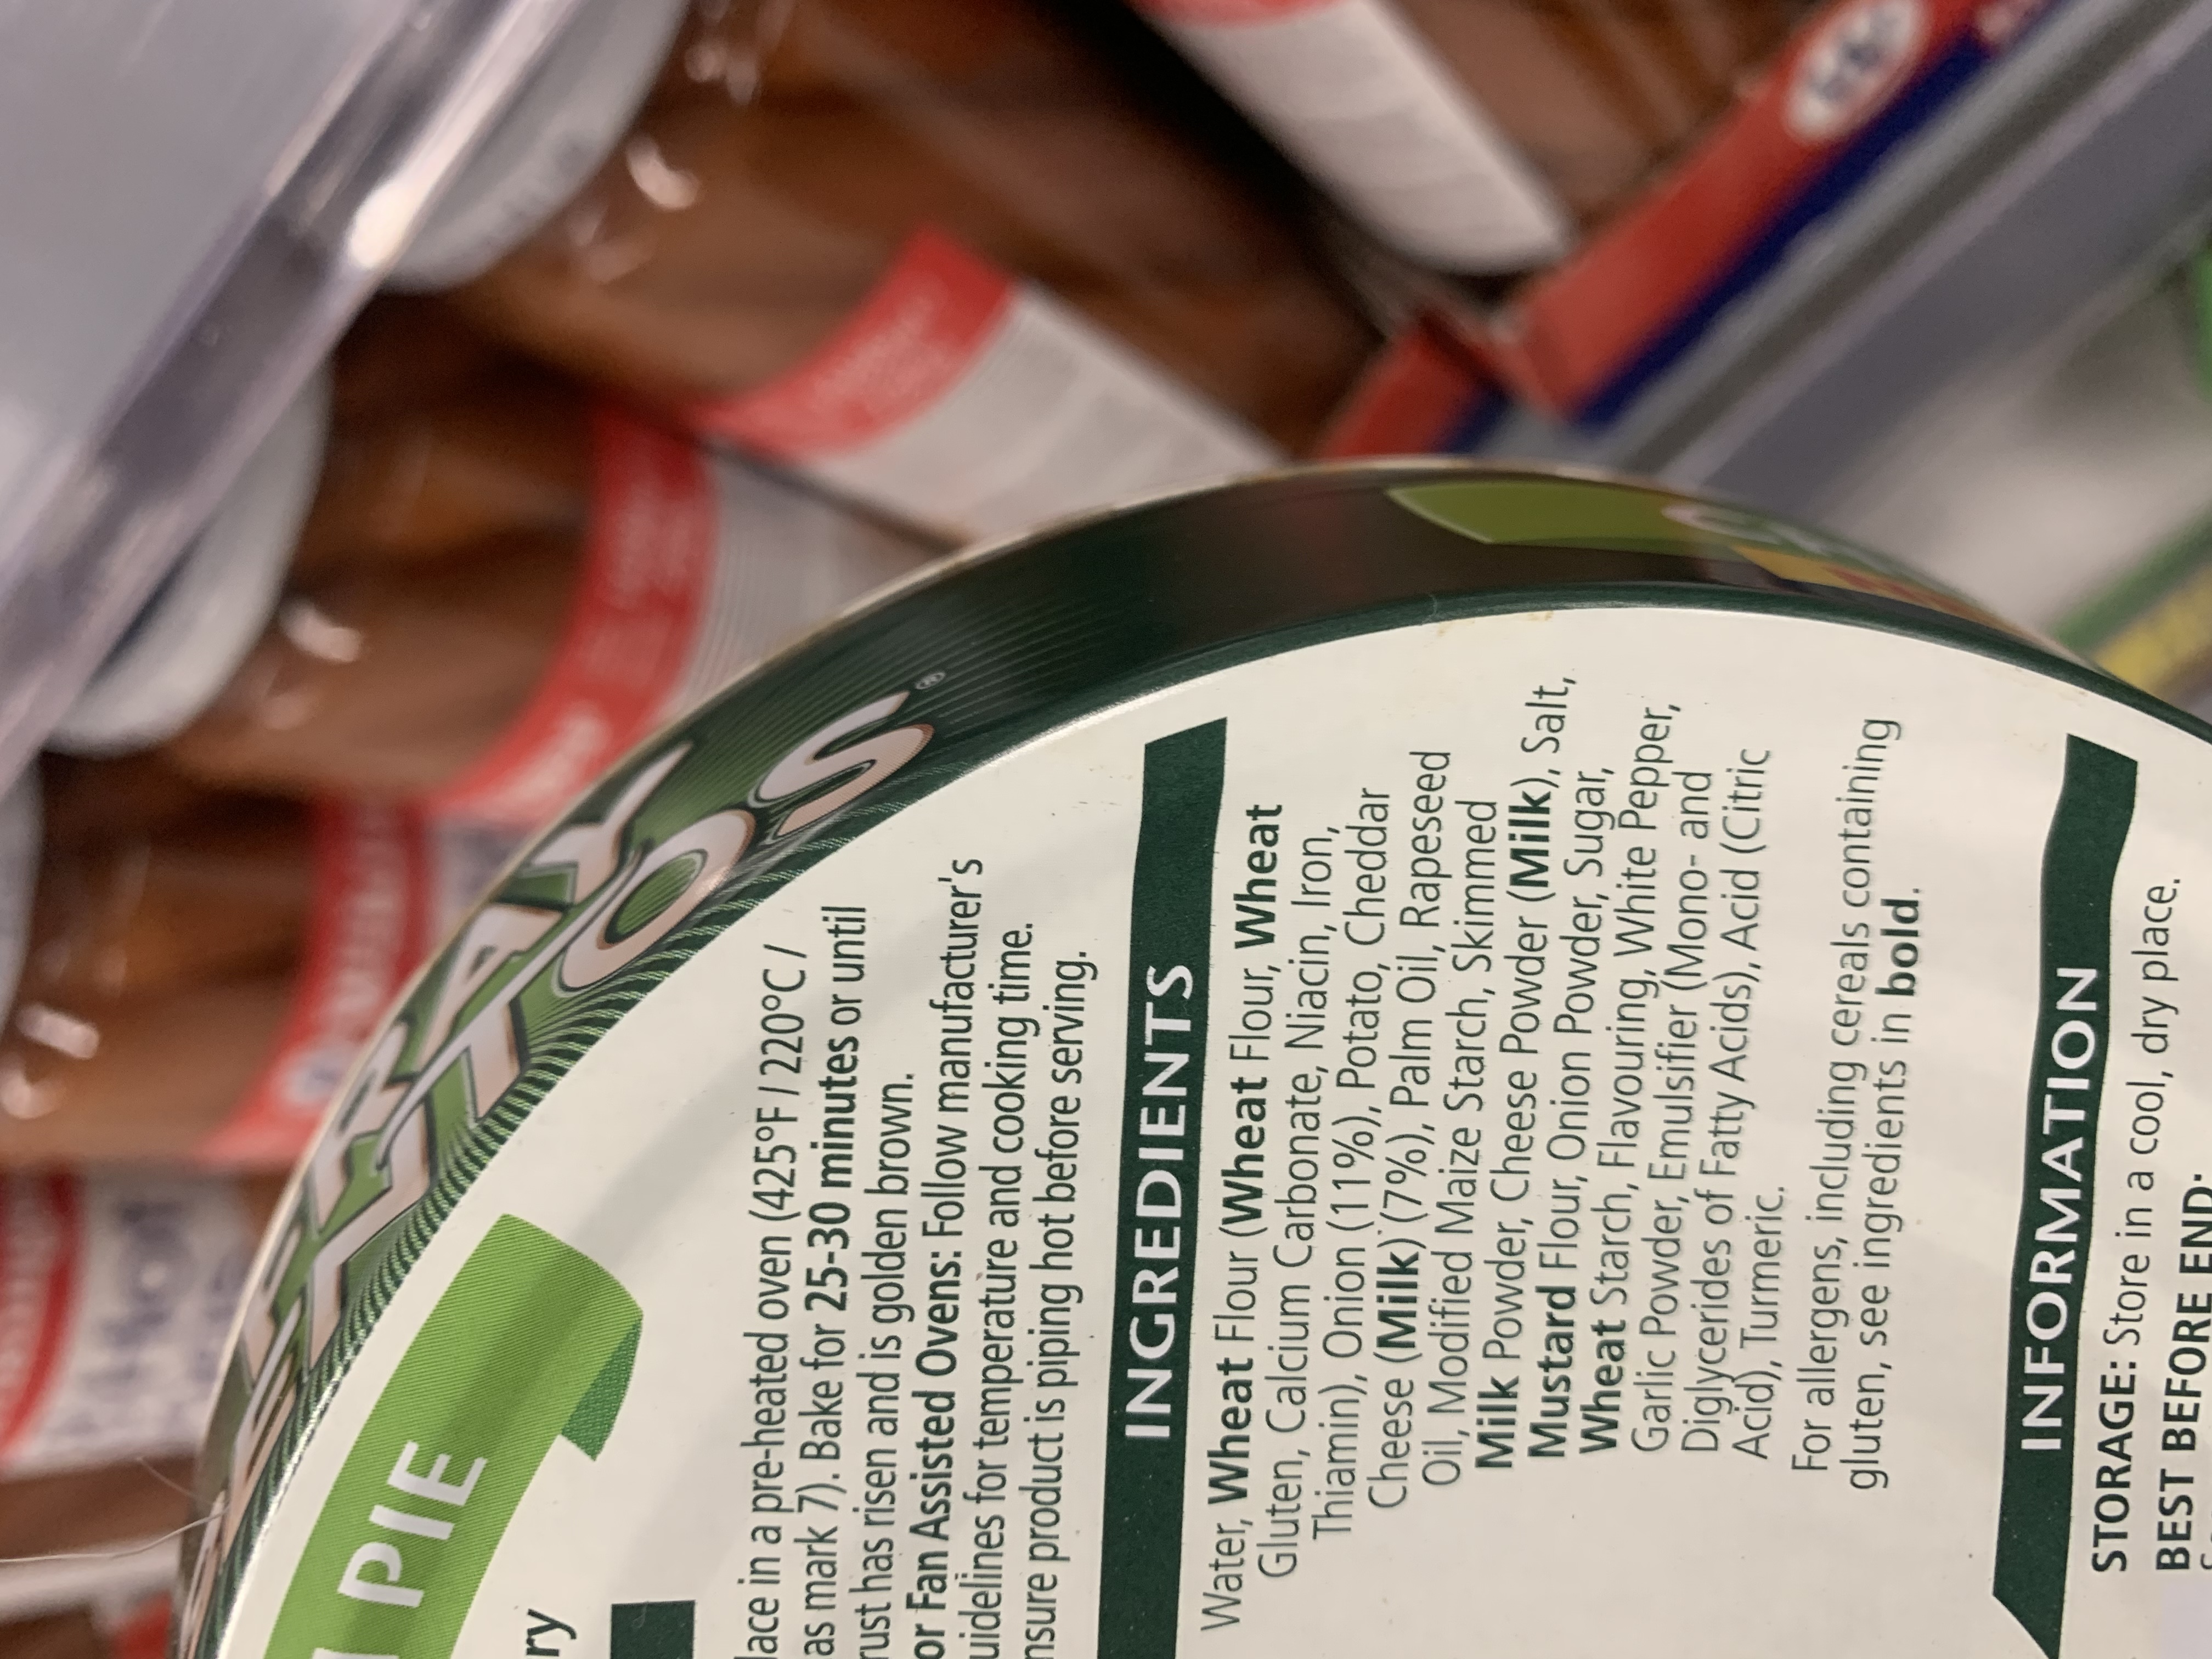 FRAY
BENTOS®
PIE
ry
lace in a pre-heated oven (425°F / 220°C /
as mark 7). Bake for 25-30 minutes or until
rust has risen and is golden brown.
or Fan Assisted Ovens: Follow manufacturer's
uidelines for temperature and cooking time.
nsure product is piping hot before serving.
INGREDIENTS
Water, Wheat Flour (Wheat Flour, Wheat
Gluten, Calcium Carbonate, Niacin, Iron,
Thiamin), Onion (11%), Potato, Cheddar
Cheese (Milk) (7%), Palm Oil, Rapeseed
Oil, Modified Maize Starch, Skimmed
Milk Powder, Cheese Powder (Milk), Salt,
Mustard Flour, Onion Powder, Sugar,
Wheat Starch, Flavouring, White Pepper,
Garlic Powder, Emulsifier (Mono- and
Diglycerides of Fatty Acids), Acid (Citric
Acid), Turmeric.
For allergens, including cereals containing
gluten, see ingredients in bold.
INFORMATION
STORAGE: Store in a cool, dry place.
BEST BEFORE END: